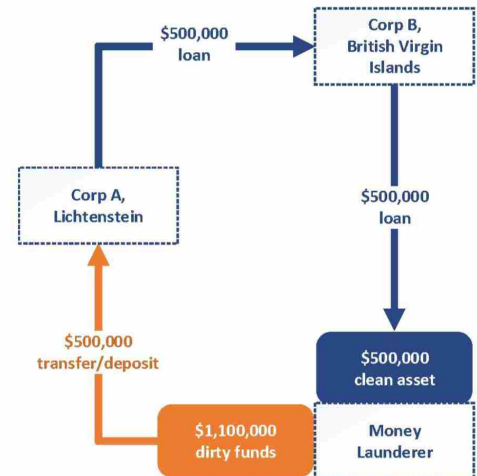 $500,000
loan
Corp B,
British Virgin
Islands
Corp A,
Lichtenstein
$500,000
loan
$500,000
transfer/deposit
$500,000
clean asset
$1,100,000
dirty funds
Money
Launderer